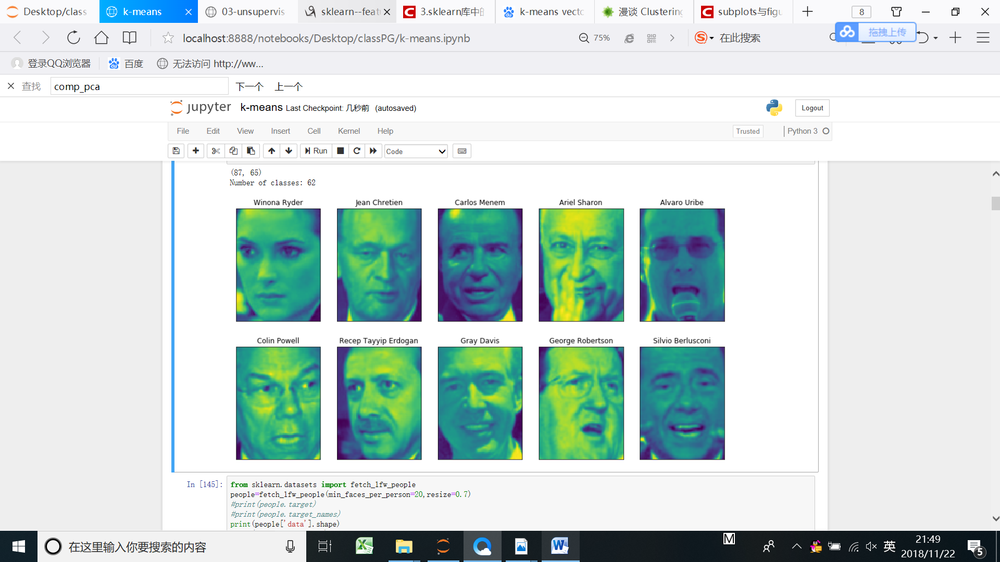 Desktop/class
k-means
03-unsupervis
sklearn--feat
3.sklearn库中的
k-means vecto
漫谈 Clustering
subplots与figu
8
localhost:8888/notebooks/Desktop/classPG/k-means.ipynb
75%
在此搜索
拖拽上传
登录QQ浏览器
百度
无法访问 http://ww...
查找
comp_pca
下一个
上一个
jupyter
k-means Last Checkpoint: 几秒前 (autosaved)
Logout
File Edit View Insert Cell Kernel Help
Trusted
Python 3
Run
Code
(87, 65)
Number of classes: 62
Winona Ryder
Jean Chretien
Carlos Menem
Ariel Sharon
Alvaro Uribe
Colin Powell
Recep Tayyip Erdogan
Gray Davis
George Robertson
Silvio Berlusconi
In [145]:
from sklearn.datasets import fetch_lfw_people
people=fetch_lfw_people(min_faces_per_person=20,resize=0.7)
#print(people.target)
#print(people.target_names)
print(people['data'].shape)
在这里输入你要搜索的内容
M
英
21:49
2018/11/22
5